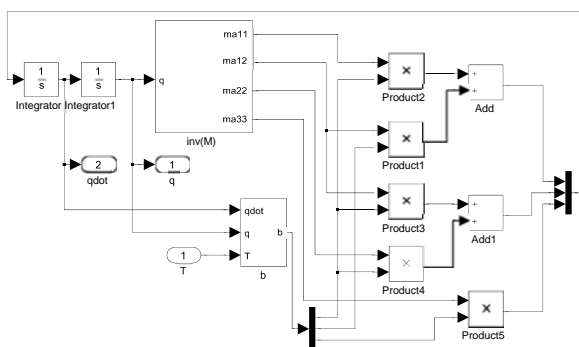 ma11
ma12
ma22
ma33
q
inv(M)
1
s
Integrator
1
s
Integrator1
2
qdot
1
q
qdot
q
T
b
b
1
T
×
Product2
×
Product1
×
Product3
×
Product4
×
Product5
+
+
Add
+
+
Add1